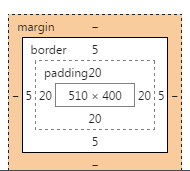 margin –
border 5
padding20
– 5 20 510 × 400 20 5 –
20
5
–